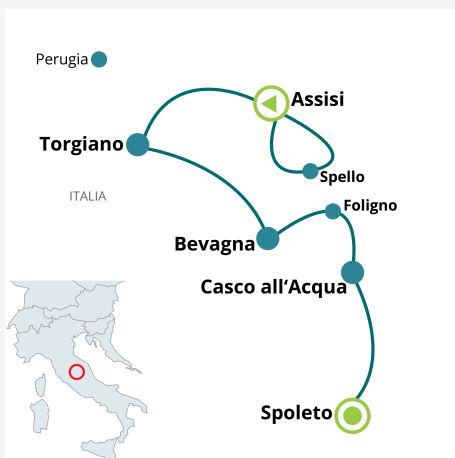 Perugia
Assisi
Torgiano
Spello
ITALIA
Foligno
Bevagna
Casco all‘Acqua
Spoleto